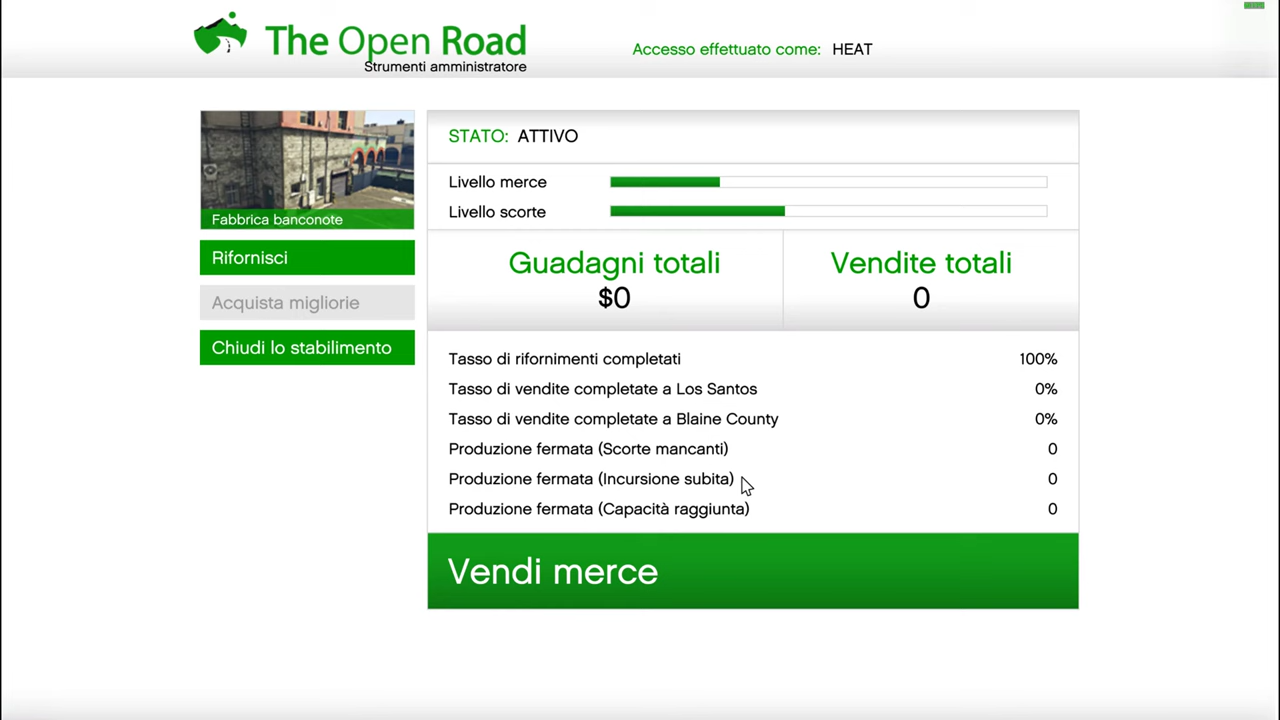 The Open Road
Strumenti amministratore
Accesso effettuato come: HEAT
Fabbrica banconote
Rifornisci
Acquista migliorie
Chiudi lo stabilimento
STATO: ATTIVO
Livello merce
Livello scorte
Guadagni totali
$0
Vendite totali
0
Tasso di rifornimenti completati 100%
Tasso di vendite completate a Los Santos 0%
Tasso di vendite completate a Blaine County 0%
Produzione fermata (Scorte mancanti) 0
Produzione fermata (Incursione subita) 0
Produzione fermata (Capacità raggiunta) 0
Vendi merce